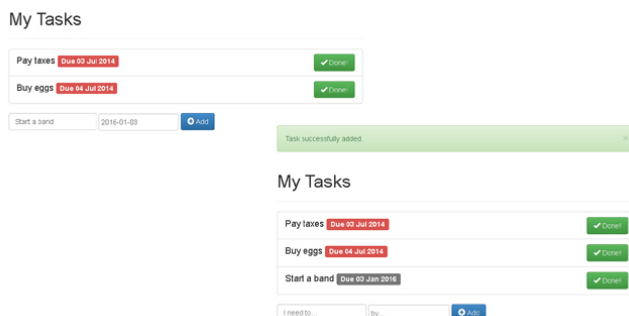 My Tasks
Pay taxes Due 03 Jul 2014 Done!
Buy eggs Due 04 Jul 2014 Done!
Start a band 2016-01-03 Add
Task successfully added. ×
My Tasks
Pay taxes Due 03 Jul 2014 Done!
Buy eggs Due 04 Jul 2014 Done!
Start a band Due 03 Jan 2016 Done!
I need to... by... Add